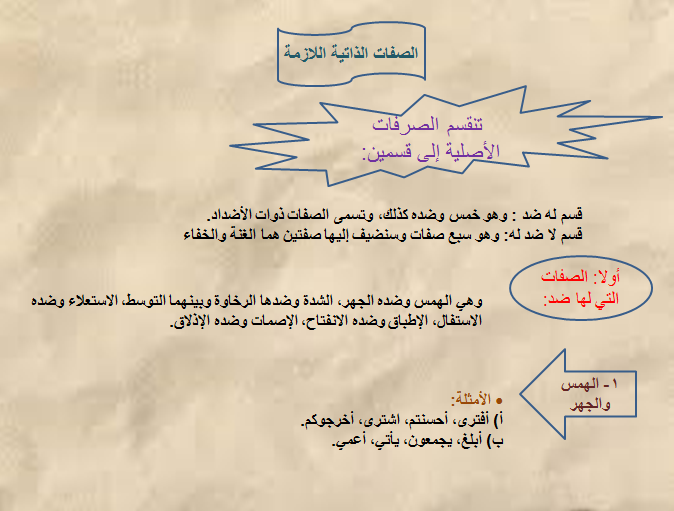 الصفات الذاتية اللازمة
تنقسم الصرفات
الأصلية إلى قسمين:
قسم له ضد : وهو خمس وضده كذلك، وتسمى الصفات ذوات الأضداد.
قسم لا ضد له: وهو سبع صفات وسنضيف إليها صفتين هما الغنة والخفاء
أولا: الصفات
التي لها ضد:
وهي الهمس وضده الجهر، الشدة وضدها الرخاوة وبينهما التوسط، الاستعلاء وضده
الاستفال، الإطباق وضده الانفتاح، الإصمات وضده الإذلاق.
١- الهمس
والجهر
• الأمثلة:
أ) أفترى، أحسنتم، اشترى، أخرجوكم.
ب) أبلغ، يجمعون، يأتي، أعمي.